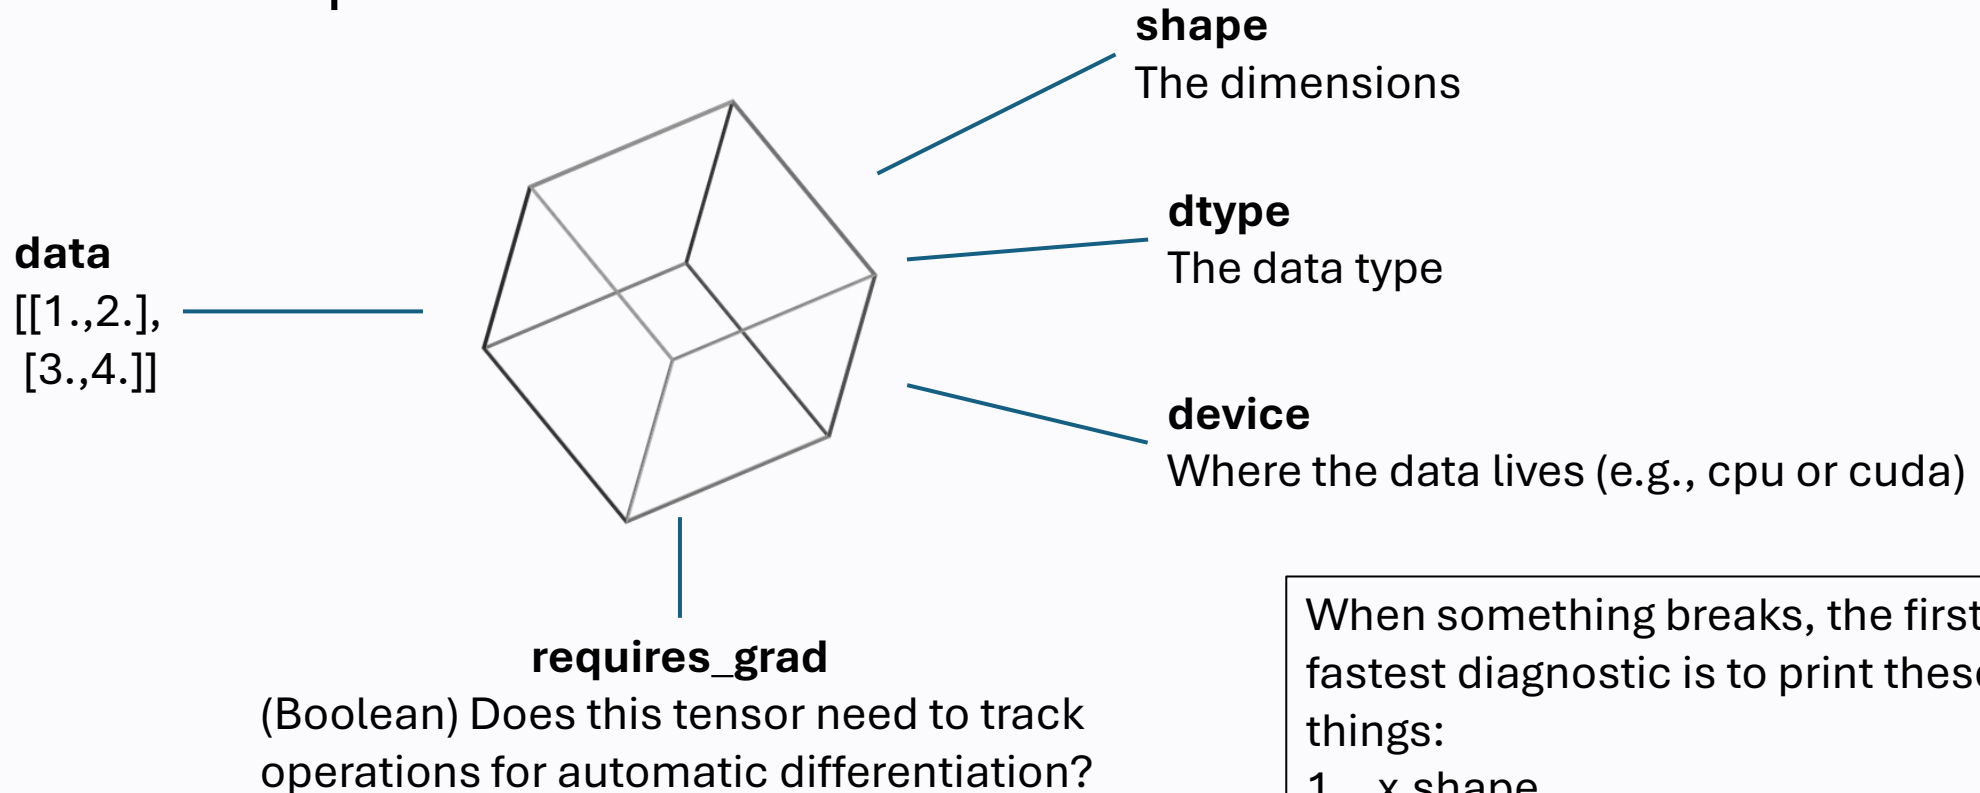 shape
The dimensions
dtype
The data type
data
[[1.,2.],
[3.,4.]]
device
Where the data lives (e.g., cpu or cuda)
requires_grad
(Boolean) Does this tensor need to track
operations for automatic differentiation?
When something breaks, the first
fastest diagnostic is to print these
things:
1. x.shape